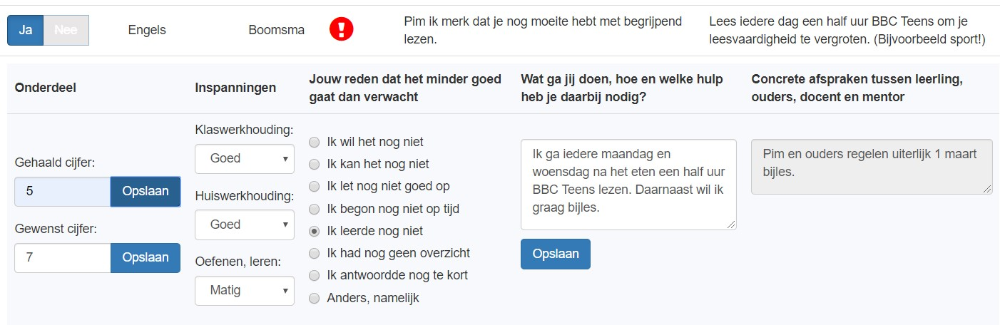 Ja Nee Engels Boomsma Pim ik merk dat je nog moeite hebt met begrijpend Lees iedere dag een half uur BBC Teens om je
lezen. leesvaardigheid te vergroten. (Bijvoorbeeld sport!)
Onderdeel
Inspanningen
Jouw reden dat het minder goed
gaat dan verwacht
Wat ga jij doen, hoe en welke hulp
heb je daarbij nodig?
Concrete afspraken tussen leerling,
ouders, docent en mentor
Gehaald cijfer:
5 Opslaan
Gewenst cijfer:
7 Opslaan
Klaswerkhouding:
Goed
Huiswerkhouding:
Goed
Oefenen, leren:
Matig
Ik wil het nog niet
Ik kan het nog niet
Ik let nog niet goed op
Ik begon nog niet op tijd
Ik leerde nog niet
Ik had nog geen overzicht
Ik antwoordde nog te kort
Anders, namelijk
Ik ga iedere maandag en
woensdag na het eten een half uur
BBC Teens lezen. Daarnaast wil ik
graag bijles.
Opslaan
Pim en ouders regelen uiterlijk 1 maart
bijles.